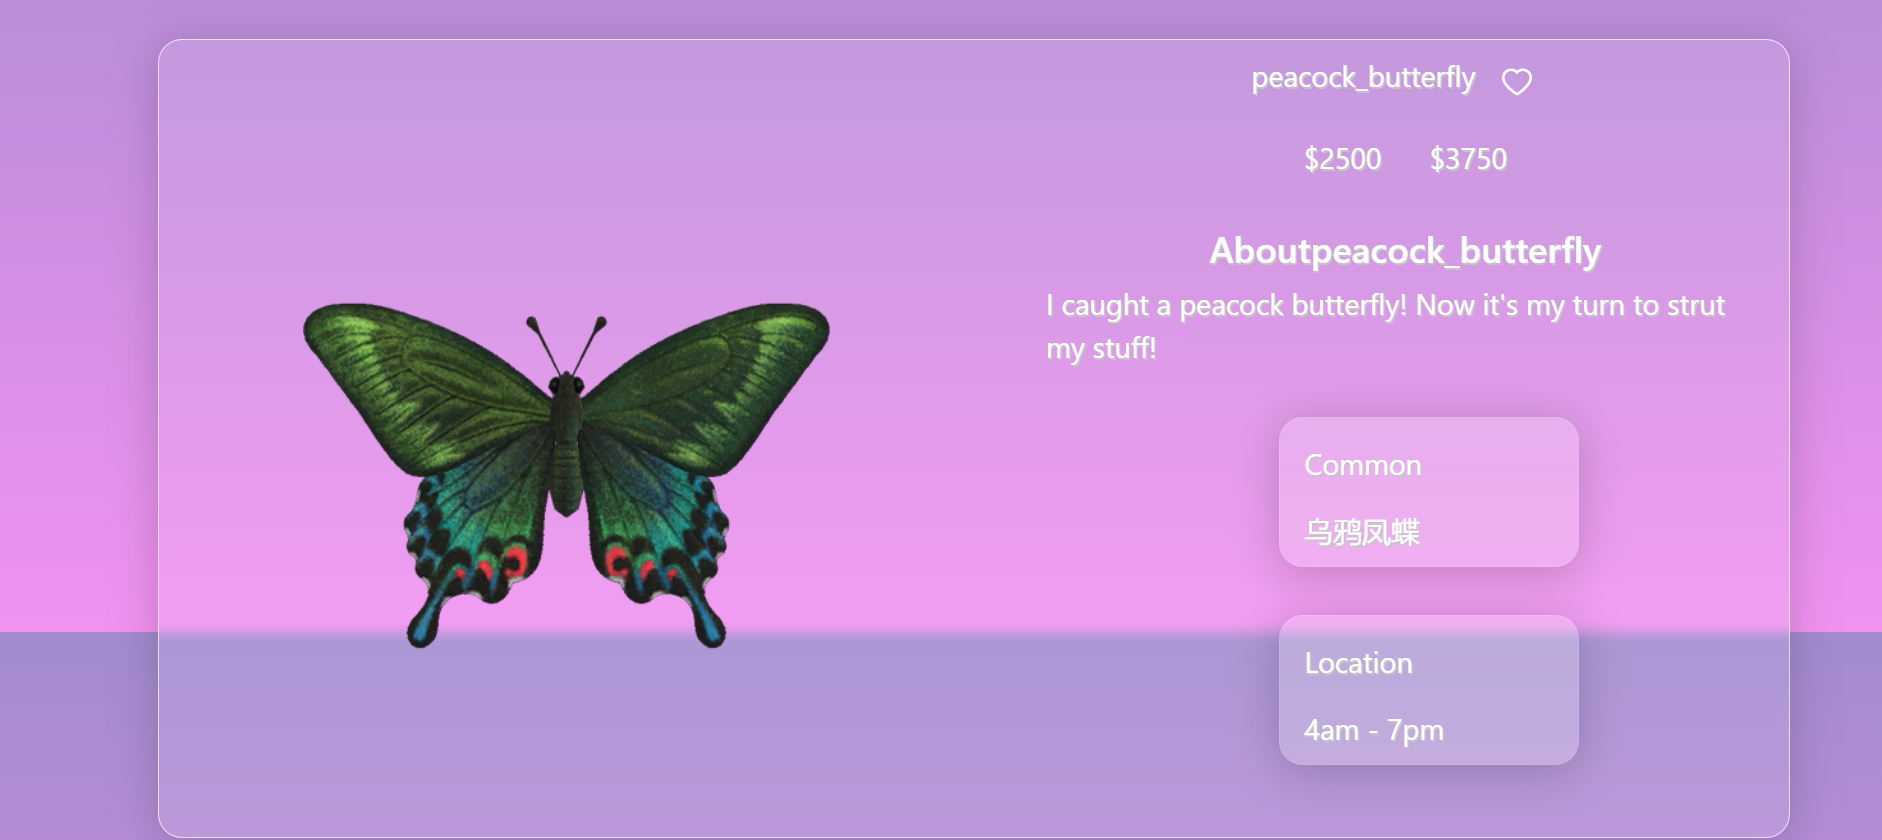 peacock_butterfly
$2500 $3750
Aboutpeacock_butterfly
I caught a peacock butterfly! Now it's my turn to strut
my stuff!
Common
乌鸦凤蝶
Location
4am - 7pm